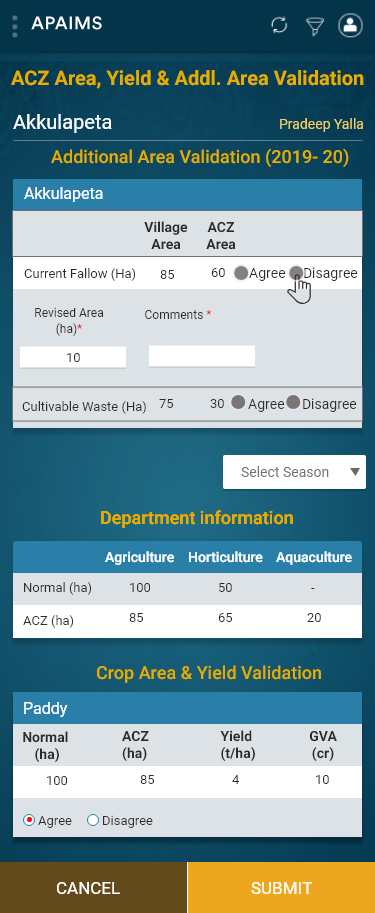 APAIMS
ACZ Area, Yield & Addl. Area Validation
Akkulapeta Pradeep Yalla
Additional Area Validation (2019- 20)
Akkulapeta
Village Area ACZ Area
Current Fallow (Ha) 85 60 Agree Disagree
Revised Area (ha)* Comments *
10
Cultivable Waste (Ha) 75 30 Agree Disagree
Select Season
Department information
Agriculture Horticulture Aquaculture
Normal (ha) 100 50 -
ACZ (ha) 85 65 20
-
Crop Area & Yield Validation
Paddy
Normal (ha) ACZ (ha) Yield (t/ha) GVA (cr)
100 85 4 10
Agree Disagree
CANCEL SUBMIT